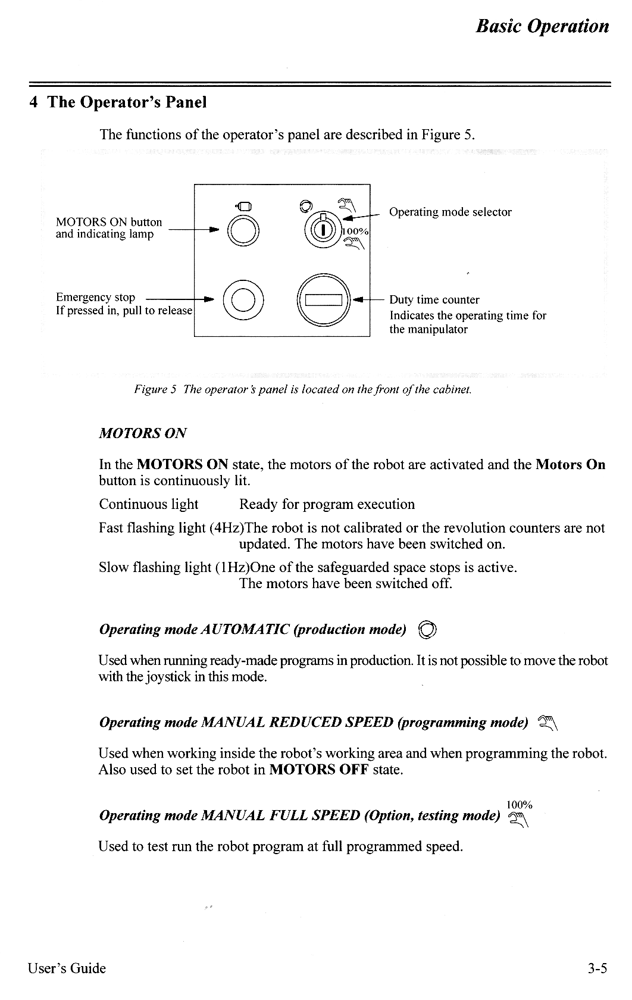 Basic Operation
4 The Operator's Panel
The functions of the operator's panel are described in Figure 5.
MOTORS ON button
and indicating lamp
Operating mode selector
100%
Emergency stop
If pressed in, pull to release
Duty time counter
Indicates the operating time for
the manipulator
Figure 5 The operator's panel is located on the front of the cabinet.
MOTORS ON
In the MOTORS ON state, the motors of the robot are activated and the Motors On
button is continuously lit.
Continuous light Ready for program execution
Fast flashing light (4Hz)The robot is not calibrated or the revolution counters are not
updated. The motors have been switched on.
Slow flashing light (1Hz)One of the safeguarded space stops is active.
The motors have been switched off.
Operating mode AUTOMATIC (production mode)
Used when running ready-made programs in production. It is not possible to move the robot
with the joystick in this mode.
Operating mode MANUAL REDUCED SPEED (programming mode)
Used when working inside the robot's working area and when programming the robot.
Also used to set the robot in MOTORS OFF state.
100%
Operating mode MANUAL FULL SPEED (Option, testing mode)
Used to test run the robot program at full programmed speed.
User's Guide 3-5